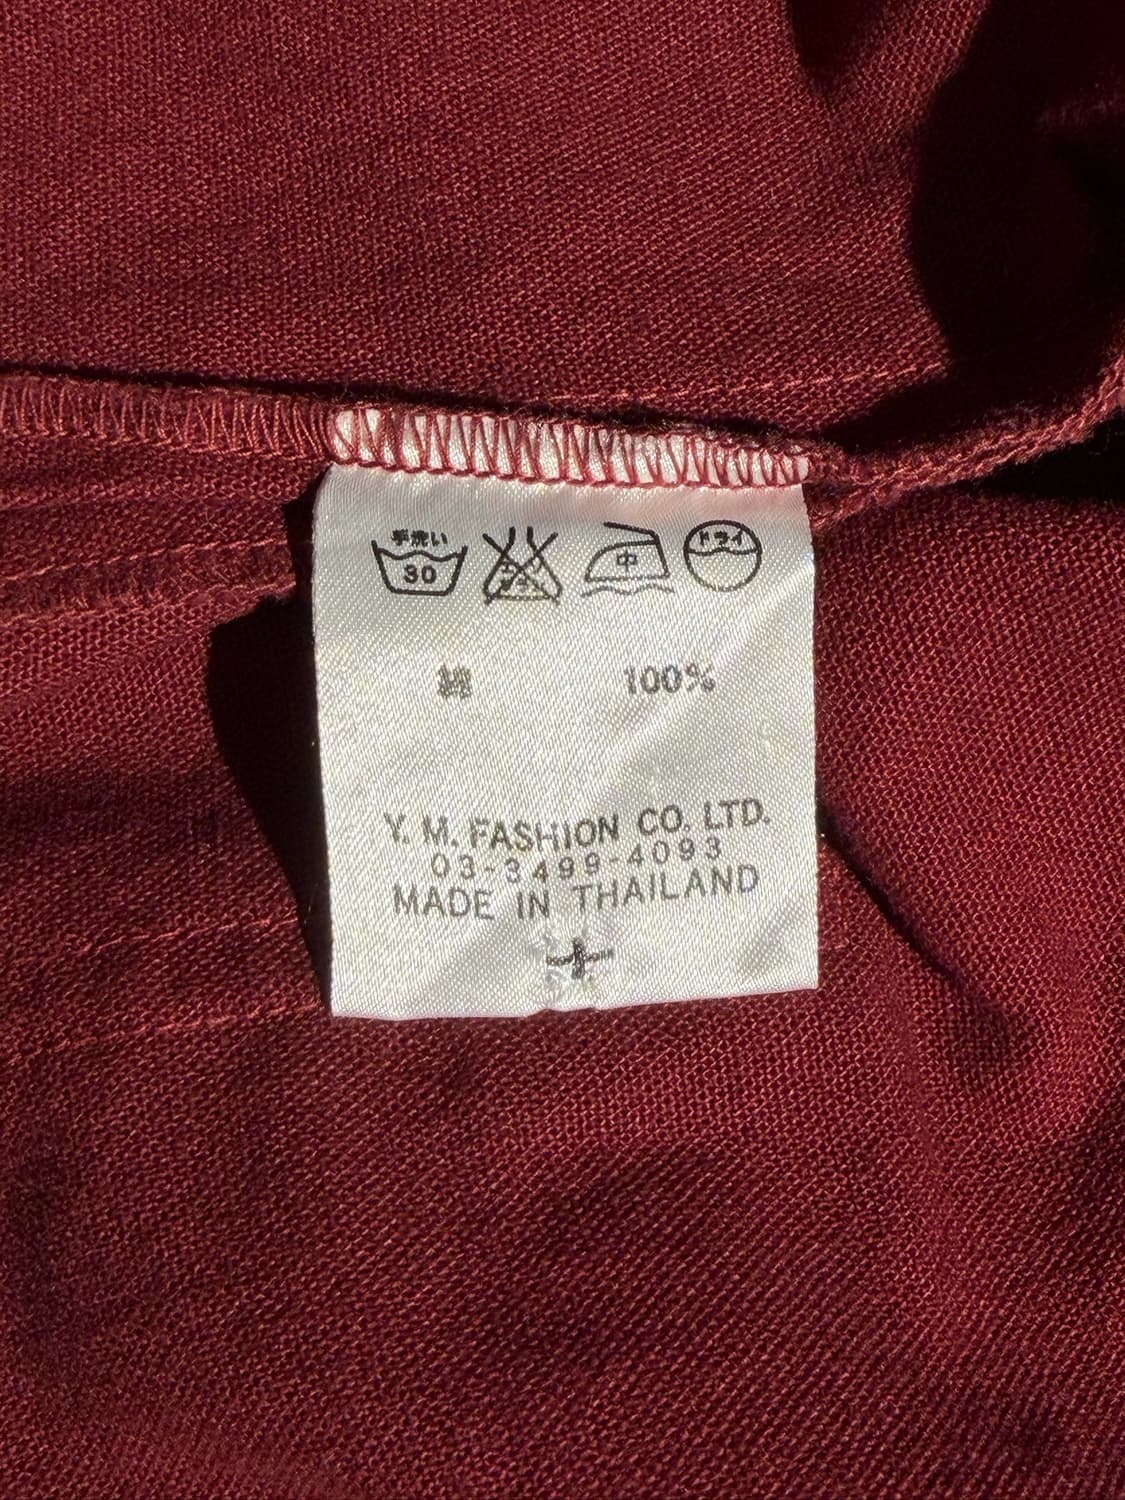 手洗い 30 中 ドライ
綿 100%
Y. M. FASHION CO. LTD.
03-3499-4093
MADE IN THAILAND